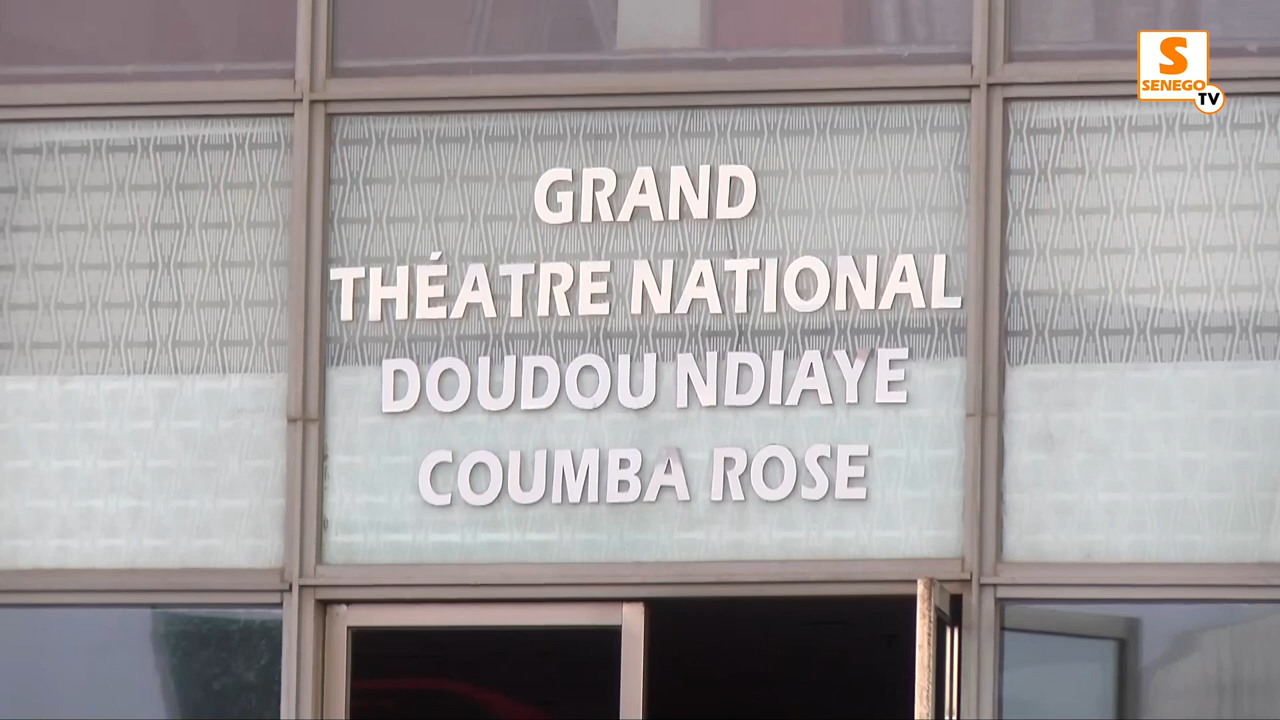 GRAND
THÉATRE NATIONAL
DOUDOU NDIAYE
COUMBA ROSE
S
SENEGO
TV